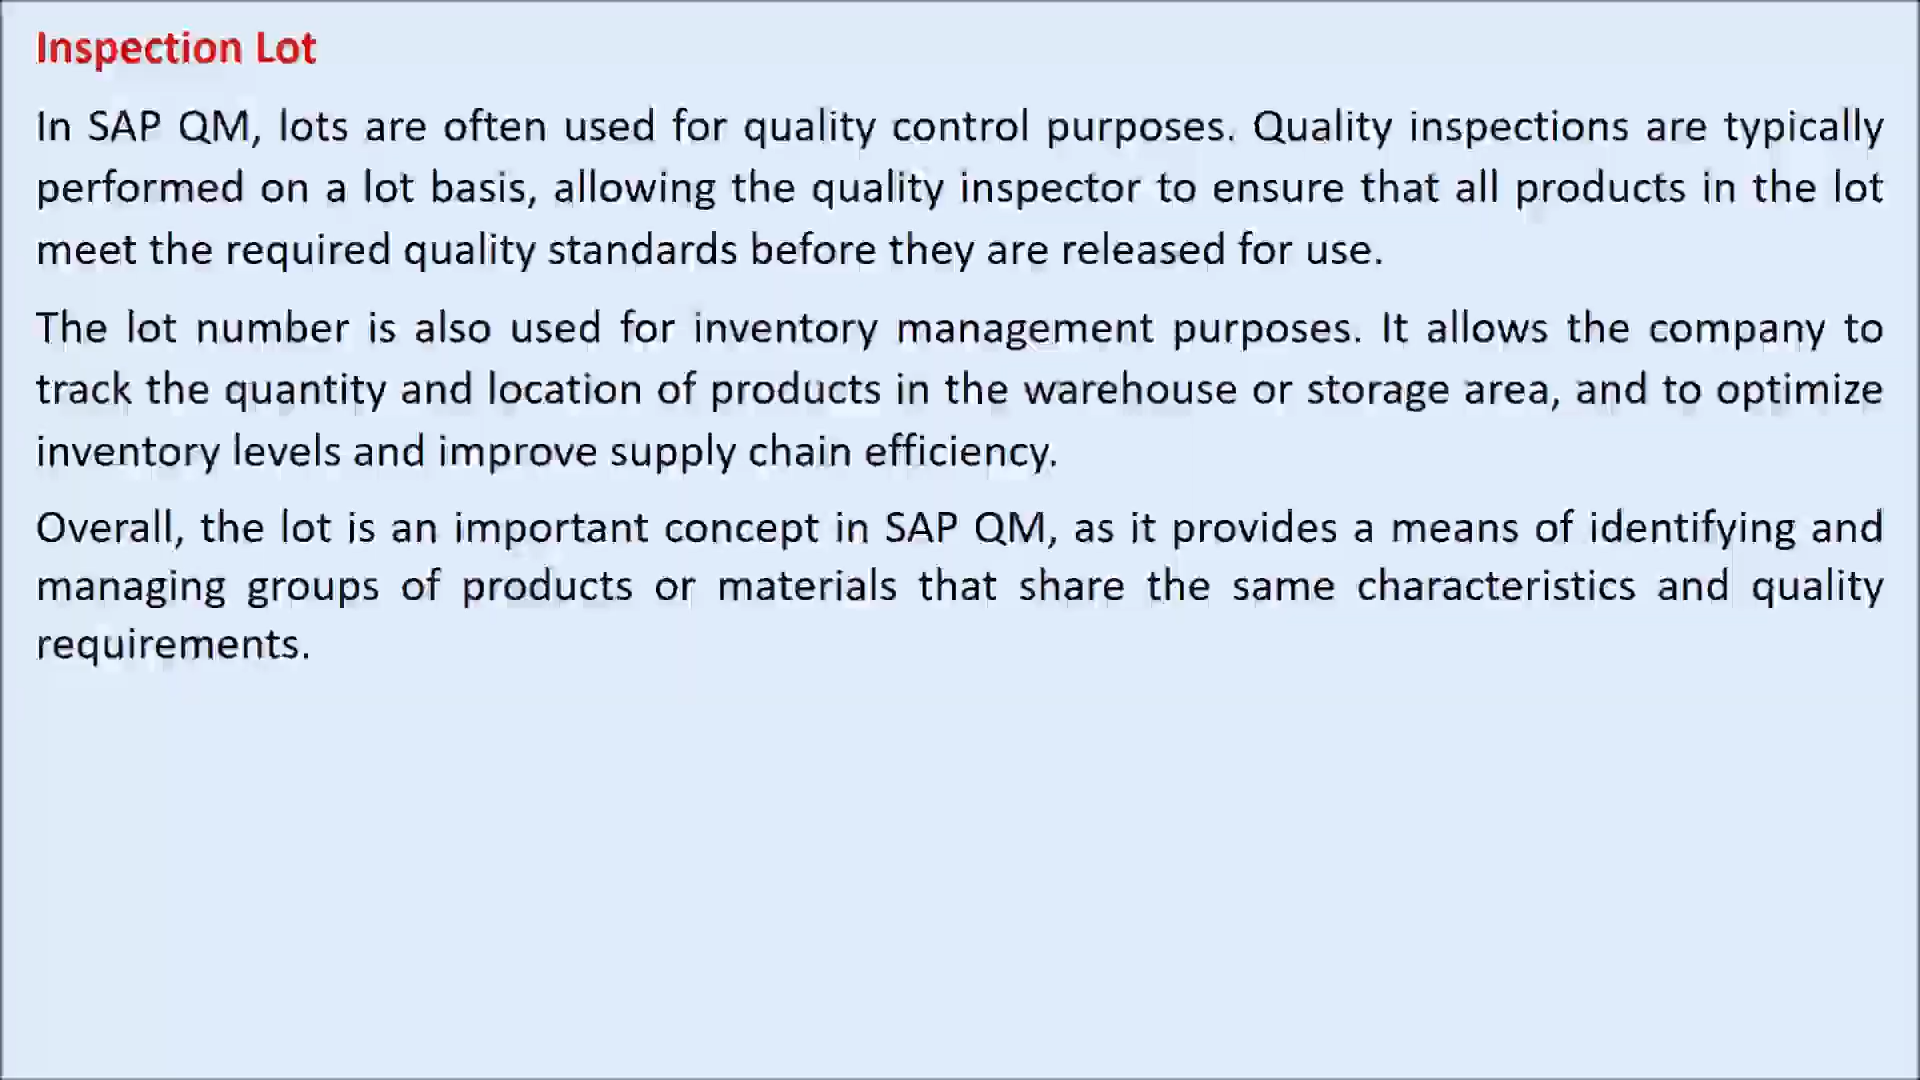 Inspection Lot
In SAP QM, lots are often used for quality control purposes. Quality inspections are typically
performed on a lot basis, allowing the quality inspector to ensure that all products in the lot
meet the required quality standards before they are released for use.
The lot number is also used for inventory management purposes. It allows the company to
track the quantity and location of products in the warehouse or storage area, and to optimize
inventory levels and improve supply chain efficiency.
Overall, the lot is an important concept in SAP QM, as it provides a means of identifying and
managing groups of products or materials that share the same characteristics and quality
requirements.